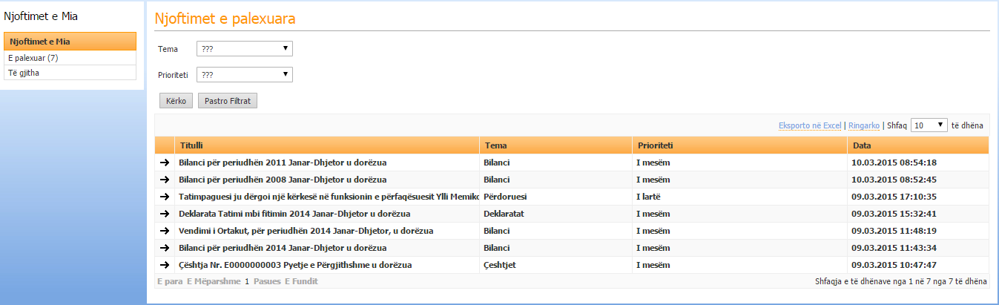 Njoftimet e Mia
Njoftimet e Mia
E palexuar (7)
Të gjitha
Njoftimet e palexuara
Tema ???
Prioriteti ???
Kërko Pastro Filtrat
Eksporto në Excel | Ringarko | Shfaq 10 të dhëna
Titulli Tema Prioriteti Data
Bilanci për periudhën 2011 Janar-Dhjetor u dorëzua Bilanci I mesëm 10.03.2015 08:54:18
Bilanci për periudhën 2008 Janar-Dhjetor u dorëzua Bilanci I mesëm 10.03.2015 08:52:45
Tatimpaguesi ju dërgoi një kërkesë në funksionin e përfaqësuesit Ylli Memiko Përdoruesi I lartë 09.03.2015 17:10:35
Deklarata Tatimi mbi fitimin 2014 Janar-Dhjetor u dorëzua Deklaratat I mesëm 09.03.2015 15:32:41
Vendimi i Ortakut, për periudhën 2014 Janar-Dhjetor, u dorëzua Bilanci I mesëm 09.03.2015 11:48:19
Bilanci për periudhën 2014 Janar-Dhjetor u dorëzua Bilanci I mesëm 09.03.2015 11:43:34
Çështja Nr. E0000000003 Pyetje e Përgjithshme u dorëzua Çeshtjet I mesëm 09.03.2015 10:47:47
E para E Mëparshme 1 Pasues E Fundit Shfaqja e të dhënave nga 1 në 7 nga 7 të dhëna